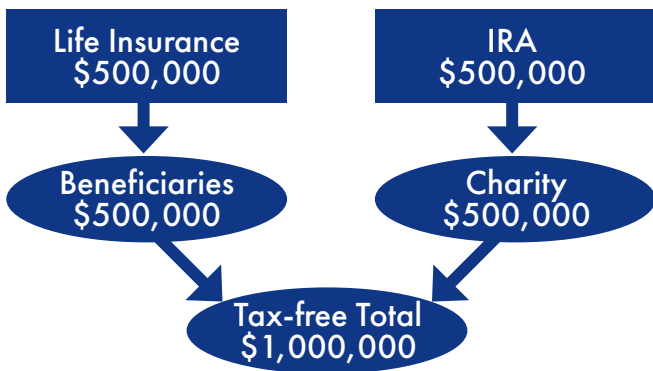 Life Insurance
$500,000
IRA
$500,000
Beneficiaries
$500,000
Charity
$500,000
Tax-free Total
$1,000,000